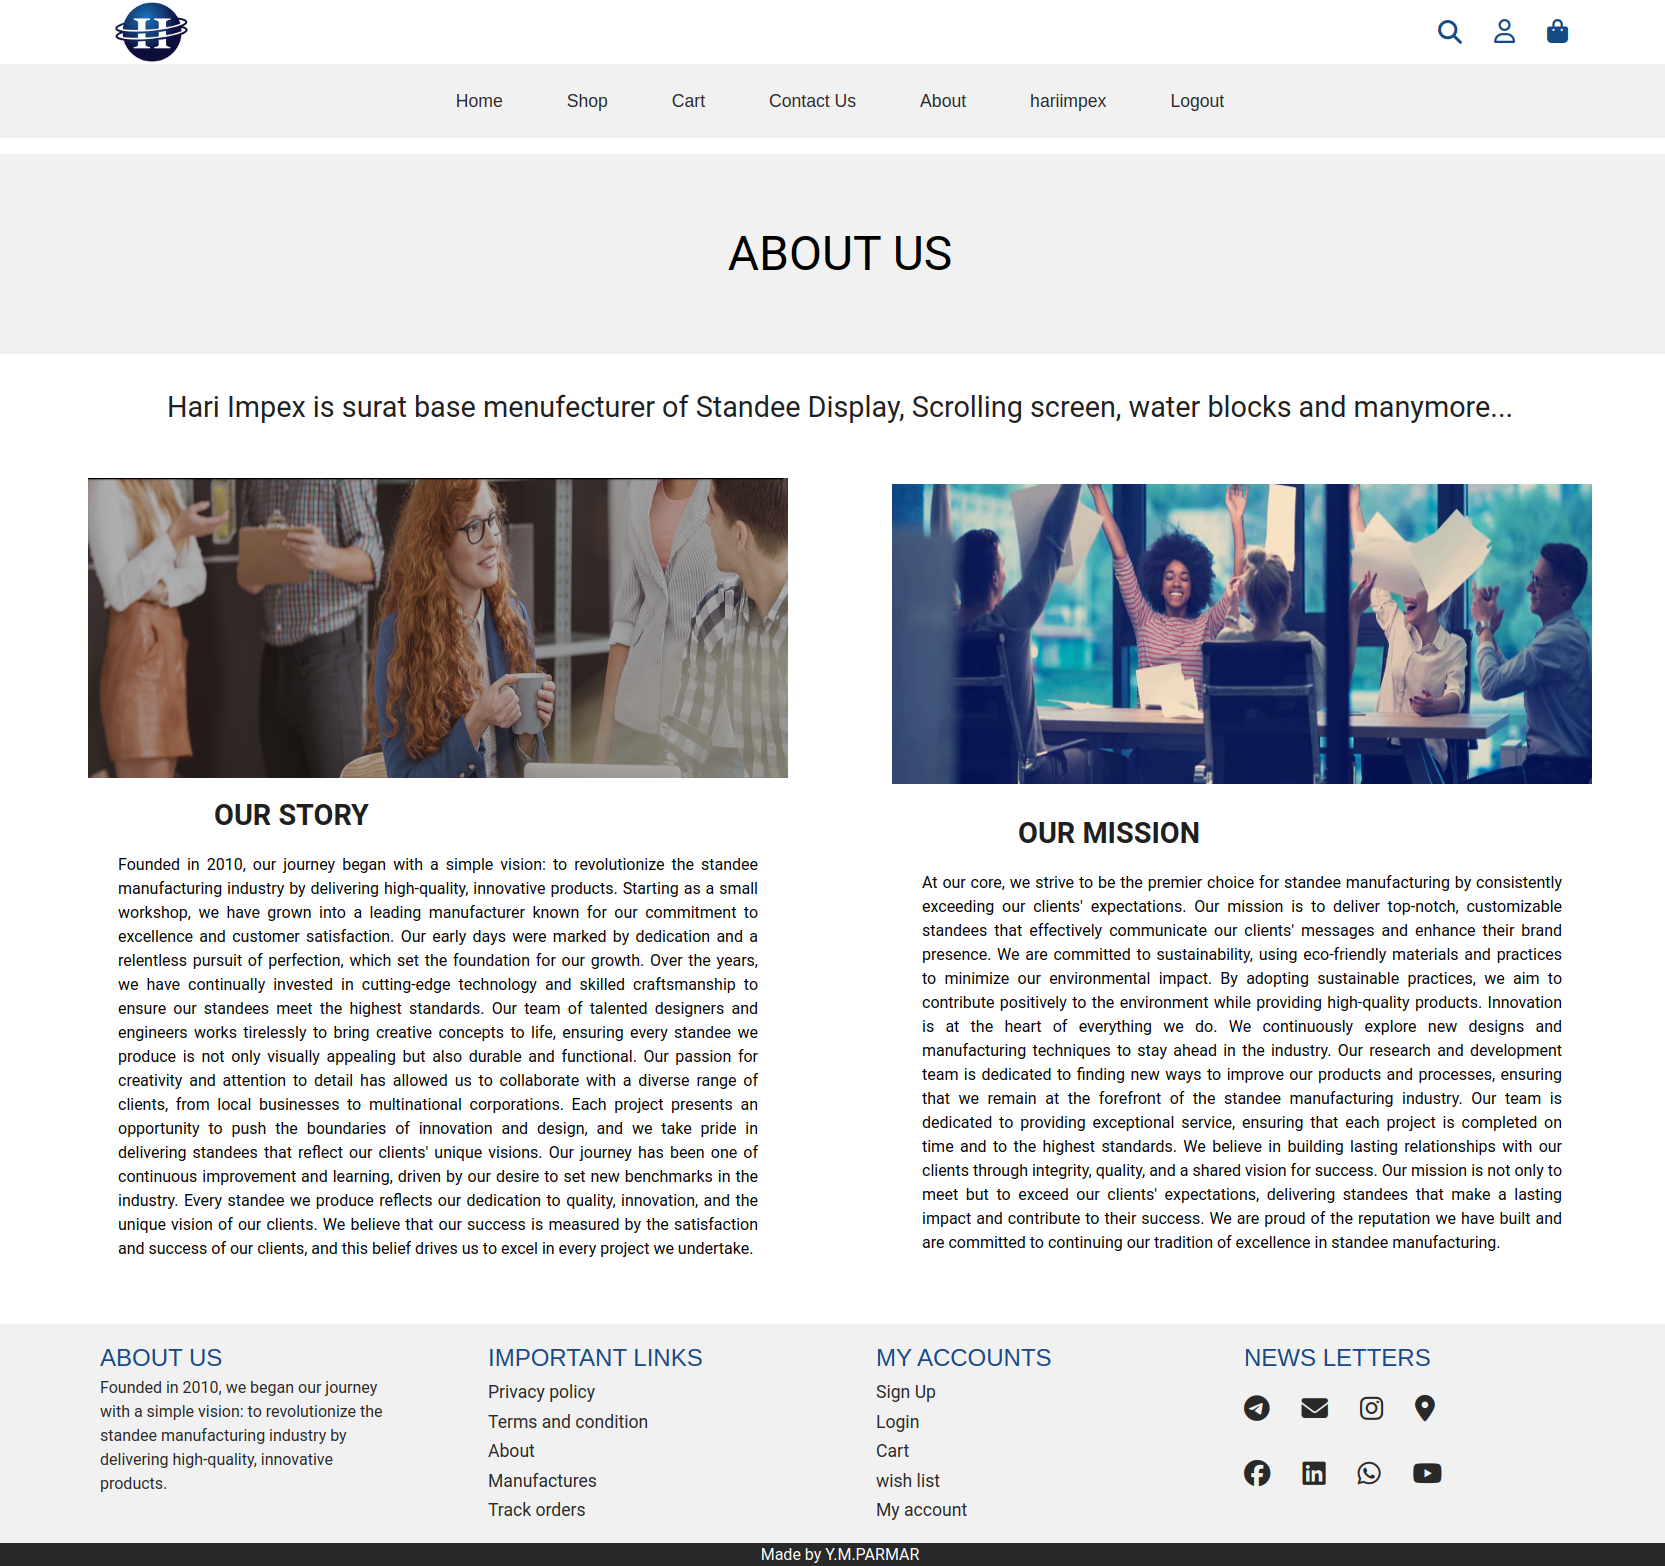 H
Home Shop Cart Contact Us About hariimpex Logout
ABOUT US
Hari Impex is surat base menufecturer of Standee Display, Scrolling screen, water blocks and manymore...
OUR STORY
Founded in 2010, our journey began with a simple vision: to revolutionize the standee
manufacturing industry by delivering high-quality, innovative products. Starting as a small
workshop, we have grown into a leading manufacturer known for our commitment to
excellence and customer satisfaction. Our early days were marked by dedication and a
relentless pursuit of perfection, which set the foundation for our growth. Over the years,
we have continually invested in cutting-edge technology and skilled craftsmanship to
ensure our standees meet the highest standards. Our team of talented designers and
engineers works tirelessly to bring creative concepts to life, ensuring every standee we
produce is not only visually appealing but also durable and functional. Our passion for
creativity and attention to detail has allowed us to collaborate with a diverse range of
clients, from local businesses to multinational corporations. Each project presents an
opportunity to push the boundaries of innovation and design, and we take pride in
delivering standees that reflect our clients' unique visions. Our journey has been one of
continuous improvement and learning, driven by our desire to set new benchmarks in the
industry. Every standee we produce reflects our dedication to quality, innovation, and the
unique vision of our clients. We believe that our success is measured by the satisfaction
and success of our clients, and this belief drives us to excel in every project we undertake.
OUR MISSION
At our core, we strive to be the premier choice for standee manufacturing by consistently
exceeding our clients' expectations. Our mission is to deliver top-notch, customizable
standees that effectively communicate our clients' messages and enhance their brand
presence. We are committed to sustainability, using eco-friendly materials and practices
to minimize our environmental impact. By adopting sustainable practices, we aim to
contribute positively to the environment while providing high-quality products. Innovation
is at the heart of everything we do. We continuously explore new designs and
manufacturing techniques to stay ahead in the industry. Our research and development
team is dedicated to finding new ways to improve our products and processes, ensuring
that we remain at the forefront of the standee manufacturing industry. Our team is
dedicated to providing exceptional service, ensuring that each project is completed on
time and to the highest standards. We believe in building lasting relationships with our
clients through integrity, quality, and a shared vision for success. Our mission is not only to
meet but to exceed our clients' expectations, delivering standees that make a lasting
impact and contribute to their success. We are proud of the reputation we have built and
are committed to continuing our tradition of excellence in standee manufacturing.
ABOUT US
Founded in 2010, we began our journey
with a simple vision: to revolutionize the
standee manufacturing industry by
delivering high-quality, innovative
products.
IMPORTANT LINKS
Privacy policy
Terms and condition
About
Manufactures
Track orders
MY ACCOUNTS
Sign Up
Login
Cart
wish list
My account
NEWS LETTERS
Made by Y.M.PARMAR